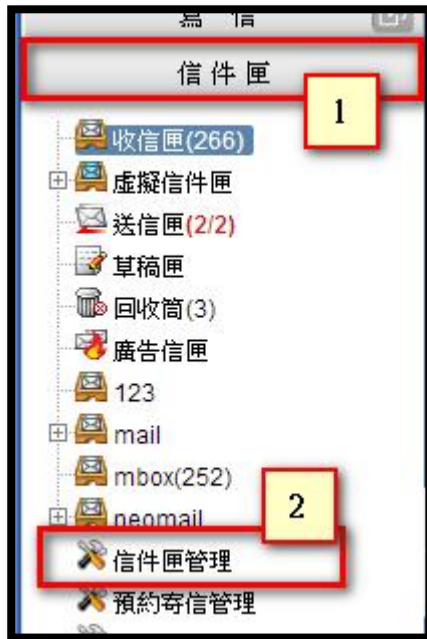 寫 信
信件匣
1
收信匣(266)
虛擬信件匣
送信匣(2/2)
草稿匣
回收筒(3)
廣告信匣
123
mail
mbox(252)
2
neomail
信件匣管理
預約寄信管理